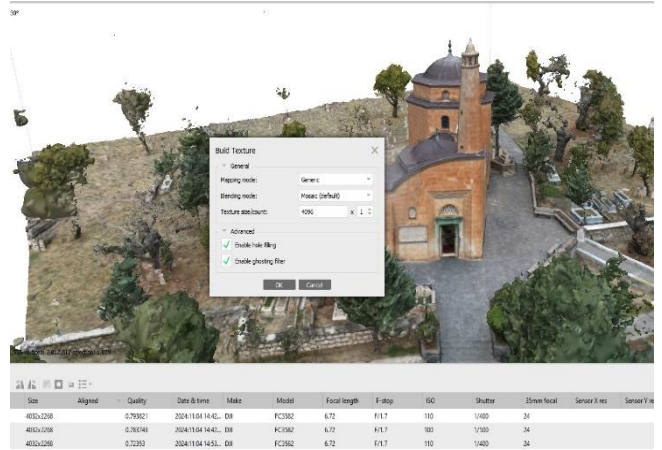 30°
Build Texture
General
Mapping mode: Generic
Blending mode: Mosaic (default)
Texture size/count: 4096 x 1
Advanced
Enable hole filling
Enable ghosting filter
OK Cancel
Size Aligned Quality Date & time Make Model Focal length F-stop ISO Shutter 35mm focal Sensor X res Sensor Y res
4032x2268 0.793821 2024:11:04 14:42... DJI FC3582 6.72 F/1.7 110 1/400 24
4032x2268 0.783743 2024:11:04 14:42... DJI FC3582 6.72 F/1.7 100 1/500 24
4032x2268 0.72353 2024:11:04 14:53... DJI FC3582 6.72 F/1.7 110 1/400 24